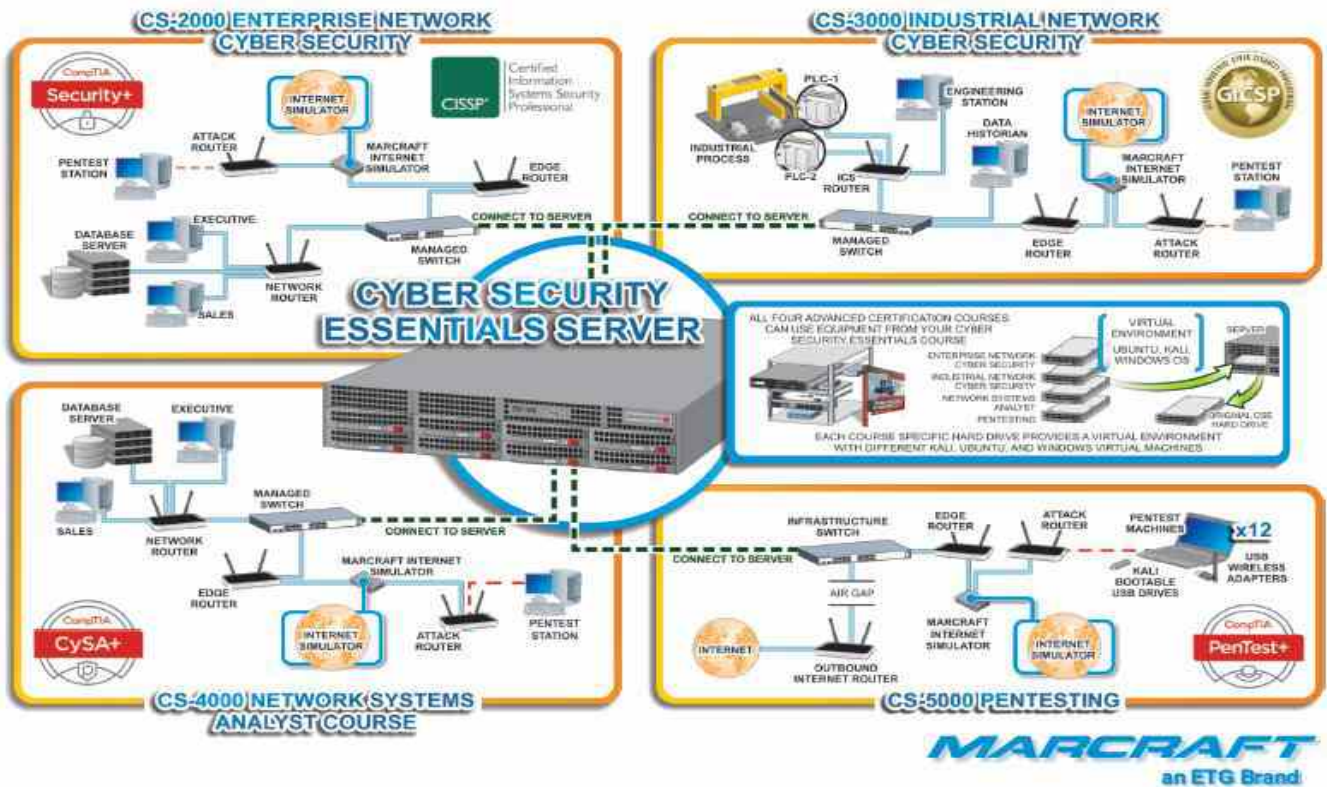 CS-2000 ENTERPRISE NETWORK
CYBER SECURITY
CompTIA
Security+
INTERNET
SIMULATOR
CISSP
Certified
Information
Systems Security
Professional
ATTACK
ROUTER
PENTEST
STATION
MARCRAFT
INTERNET
SIMULATOR
EDGE
ROUTER
EXECUTIVE
DATABASE
SERVER
CONNECT TO SERVER
MANAGED
SWITCH
NETWORK
ROUTER
SALES
CS-3000 INDUSTRIAL NETWORK
CYBER SECURITY
PLC-1
ENGINEERING
STATION
DATA
HISTORIAN
INTERNET
SIMULATOR
GICSP
INDUSTRIAL
PROCESS
PLC-2
ICS
ROUTER
MARCRAFT
INTERNET
SIMULATOR
PENTEST
STATION
CONNECT TO SERVER
MANAGED
SWITCH
EDGE
ROUTER
ATTACK
ROUTER
CYBER SECURITY
ESSENTIALS SERVER
ALL FOUR ADVANCED CERTIFICATION COURSES
CAN USE EQUIPMENT FROM YOUR CYBER
SECURITY ESSENTIALS COURSE
ENTERPRISE NETWORK
CYBER SECURITY
INDUSTRIAL NETWORK
CYBER SECURITY
NETWORK SYSTEMS
ANALYST
PENTESTING
VIRTUAL
ENVIRONMENT
UBUNTU, KALI,
WINDOWS OS
SERVER
ORIGINAL CSE
HARD DRIVE
EACH COURSE SPECIFIC HARD DRIVE PROVIDES A VIRTUAL ENVIRONMENT
WITH DIFFERENT KALI, UBUNTU, AND WINDOWS VIRTUAL MACHINES
DATABASE
SERVER
EXECUTIVE
SALES
NETWORK
ROUTER
MANAGED
SWITCH
CONNECT TO SERVER
EDGE
ROUTER
MARCRAFT INTERNET
SIMULATOR
INTERNET
SIMULATOR
ATTACK
ROUTER
PENTEST
STATION
CompTIA
CySA+
CS-4000 NETWORK SYSTEMS
ANALYST COURSE
INFRASTRUCTURE
SWITCH
EDGE
ROUTER
ATTACK
ROUTER
PENTEST
MACHINES
x12
CONNECT TO SERVER
KALI
BOOTABLE
USB DRIVES
USB
WIRELESS
ADAPTERS
AIR GAP
INTERNET
OUTBOUND
INTERNET ROUTER
MARCRAFT
INTERNET
SIMULATOR
INTERNET
SIMULATOR
CompTIA
PenTest+
CS-5000 PENTESTING
MARCRAFT
an ETG Brand